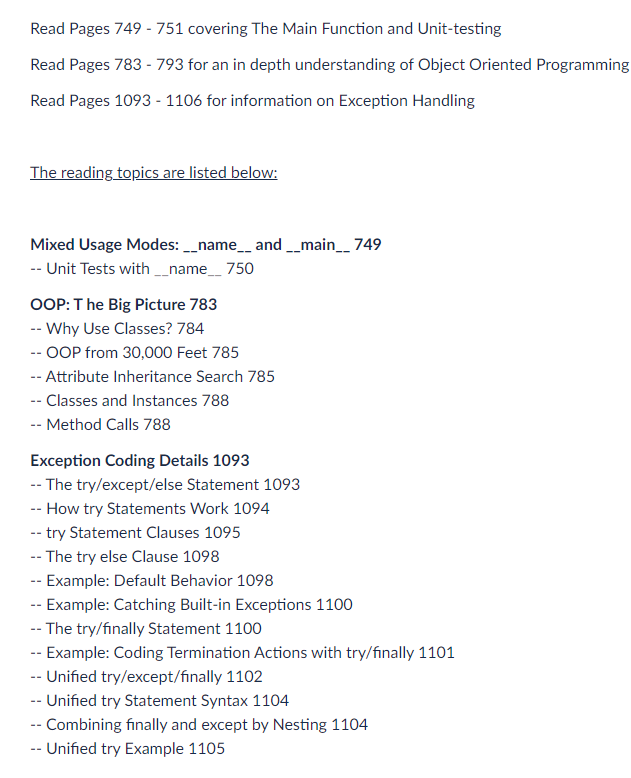 Read Pages 749 - 751 covering The Main Function and Unit-testing
Read Pages 783 - 793 for an in depth understanding of Object Oriented Programming
Read Pages 1093 - 1106 for information on Exception Handling
The reading topics are listed below:
Mixed Usage Modes: __name__ and __main__ 749
-- Unit Tests with __name__ 750
OOP: T he Big Picture 783
-- Why Use Classes? 784
-- OOP from 30,000 Feet 785
-- Attribute Inheritance Search 785
-- Classes and Instances 788
-- Method Calls 788
Exception Coding Details 1093
-- The try/except/else Statement 1093
-- How try Statements Work 1094
-- try Statement Clauses 1095
-- The try else Clause 1098
-- Example: Default Behavior 1098
-- Example: Catching Built-in Exceptions 1100
-- The try/finally Statement 1100
-- Example: Coding Termination Actions with try/finally 1101
-- Unified try/except/finally 1102
-- Unified try Statement Syntax 1104
-- Combining finally and except by Nesting 1104
-- Unified try Example 1105